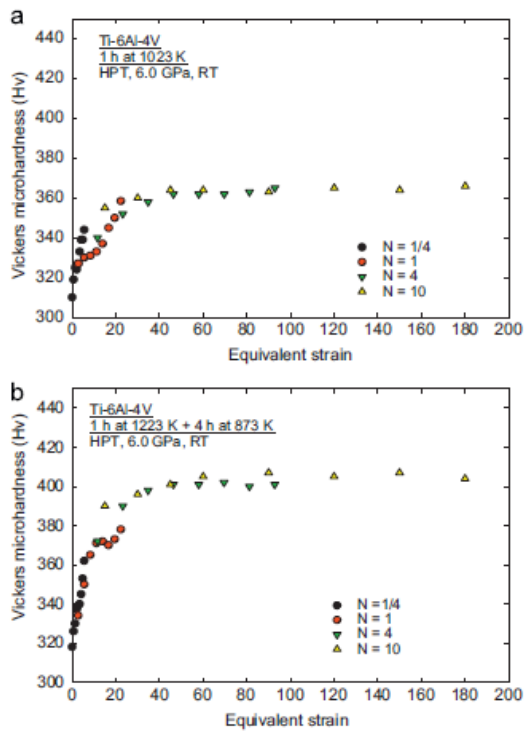 a
Ti-6Al-4V
1 h at 1023 K
HPT, 6.0 GPa, RT
Vickers microhardness (Hv)
440
420
400
380
360
340
320
300
N = 1/4
N = 1
N = 4
N = 10
0 20 40 60 80 100 120 140 160 180 200
Equivalent strain
b
Ti-6Al-4V
1 h at 1223 K + 4 h at 873 K
HPT, 6.0 GPa, RT
Vickers microhardness (Hv)
440
420
400
380
360
340
320
300
N = 1/4
N = 1
N = 4
N = 10
0 20 40 60 80 100 120 140 160 180 200
Equivalent strain